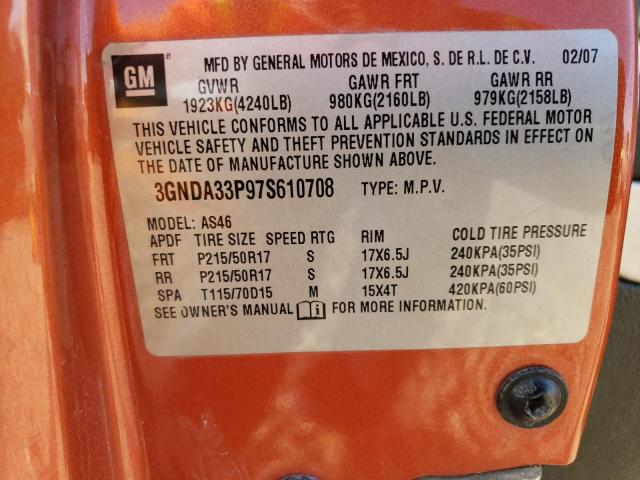 GM
MFD BY GENERAL MOTORS DE MEXICO, S. DE R.L. DE C.V. 02/07
GVWR GAWR FRT GAWR RR
1923KG(4240LB) 980KG(2160LB) 979KG(2158LB)
THIS VEHICLE CONFORMS TO ALL APPLICABLE U.S. FEDERAL MOTOR
VEHICLE SAFETY AND THEFT PREVENTION STANDARDS IN EFFECT ON
THE DATE OF MANUFACTURE SHOWN ABOVE.
3GNDA33P97S610708 TYPE: M.P.V.
MODEL: AS46
APDF TIRE SIZE SPEED RTG RIM COLD TIRE PRESSURE
FRT P215/50R17 S 17X6.5J 240KPA(35PSI)
RR P215/50R17 S 17X6.5J 240KPA(35PSI)
SPA T115/70D15 M 15X4T 420KPA(60PSI)
SEE OWNER'S MANUAL i FOR MORE INFORMATION.